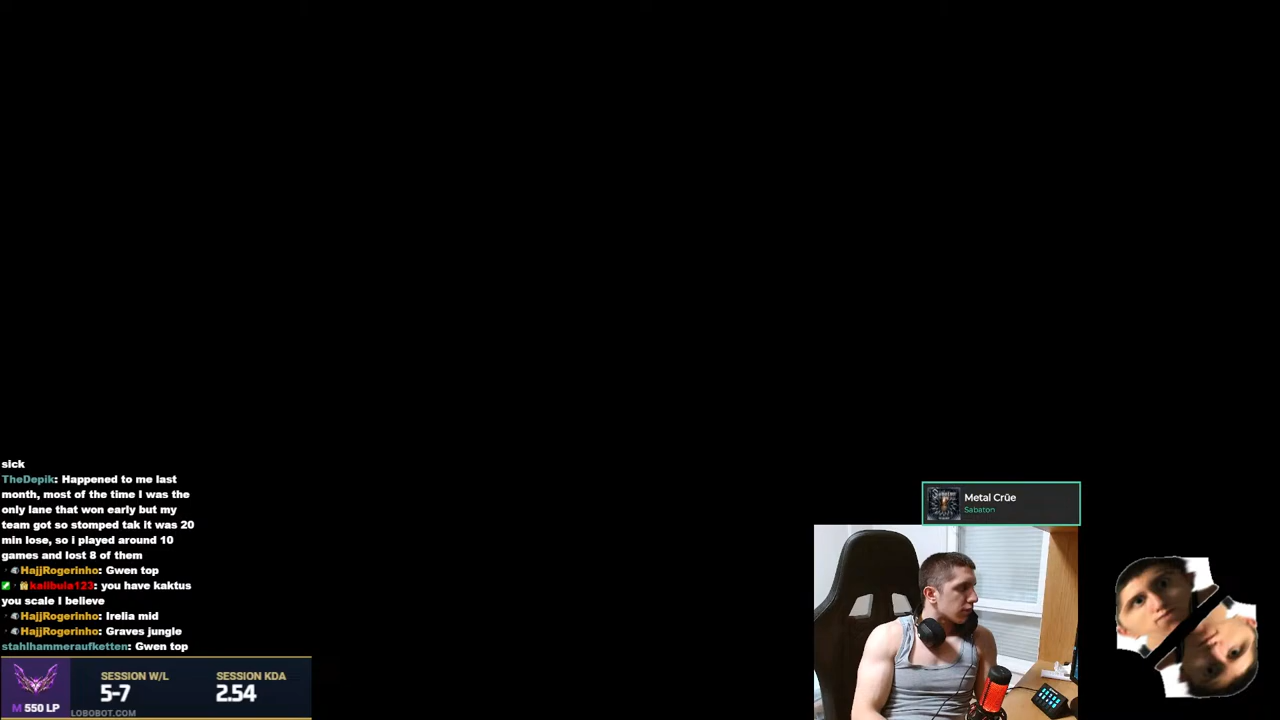 sick
TheDepik: Happened to me last
month, most of the time I was the
only lane that won early but my
team got so stomped tak it was 20
min lose, so i played around 10
games and lost 8 of them
HajjRogerinho: Gwen top
kalibula123: you have kaktus
you scale I believe
HajjRogerinho: Irelia mid
HajjRogerinho: Graves jungle
stahlhammeraufketten: Gwen top
Metal Crüe
Sabaton
SESSION W/L
SESSION KDA
5-7
2.54
M 550 LP
LOBOBOT.COM